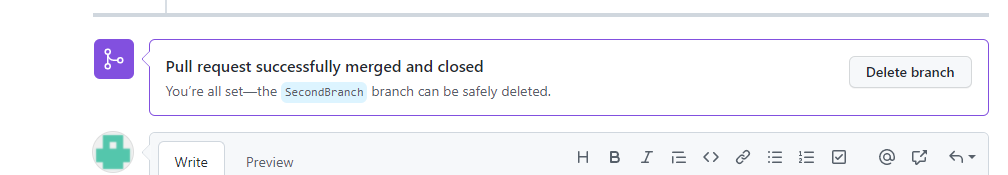 Pull request successfully merged and closed
Delete branch
You're all set—the SecondBranch branch can be safely deleted.
Write
Preview